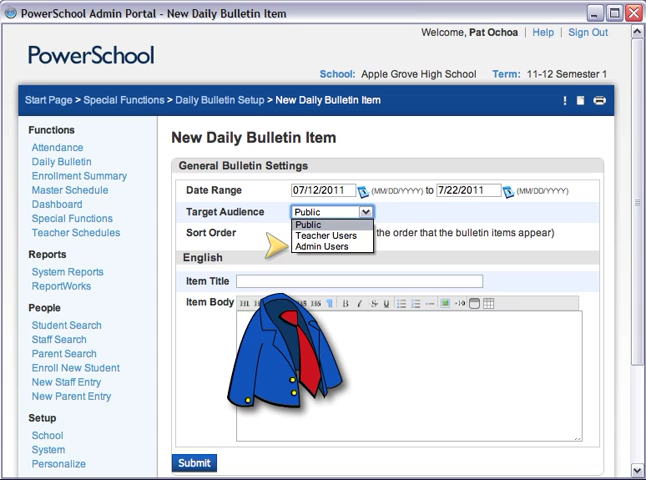 PowerSchool Admin Portal - New Daily Bulletin Item
Welcome, Pat Ochoa | Help | Sign Out
PowerSchool
School: Apple Grove High School Term: 11-12 Semester 1
Start Page > Special Functions > Daily Bulletin Setup > New Daily Bulletin Item
Functions
Attendance
Daily Bulletin
Enrollment Summary
Master Schedule
Dashboard
Special Functions
Teacher Schedules
Reports
System Reports
ReportWorks
People
Student Search
Staff Search
Parent Search
Enroll New Student
New Staff Entry
New Parent Entry
Setup
School
System
Personalize
New Daily Bulletin Item
General Bulletin Settings
Date Range 07/12/2011 (MM/DD/YYYY) to 7/22/2011 (MM/DD/YYYY)
Target Audience Public
Public
Teacher Users
Admin Users
Sort Order the order that the bulletin items appear)
English
Item Title
Item Body H1 H5 H6 ¶ B I S U
Submit